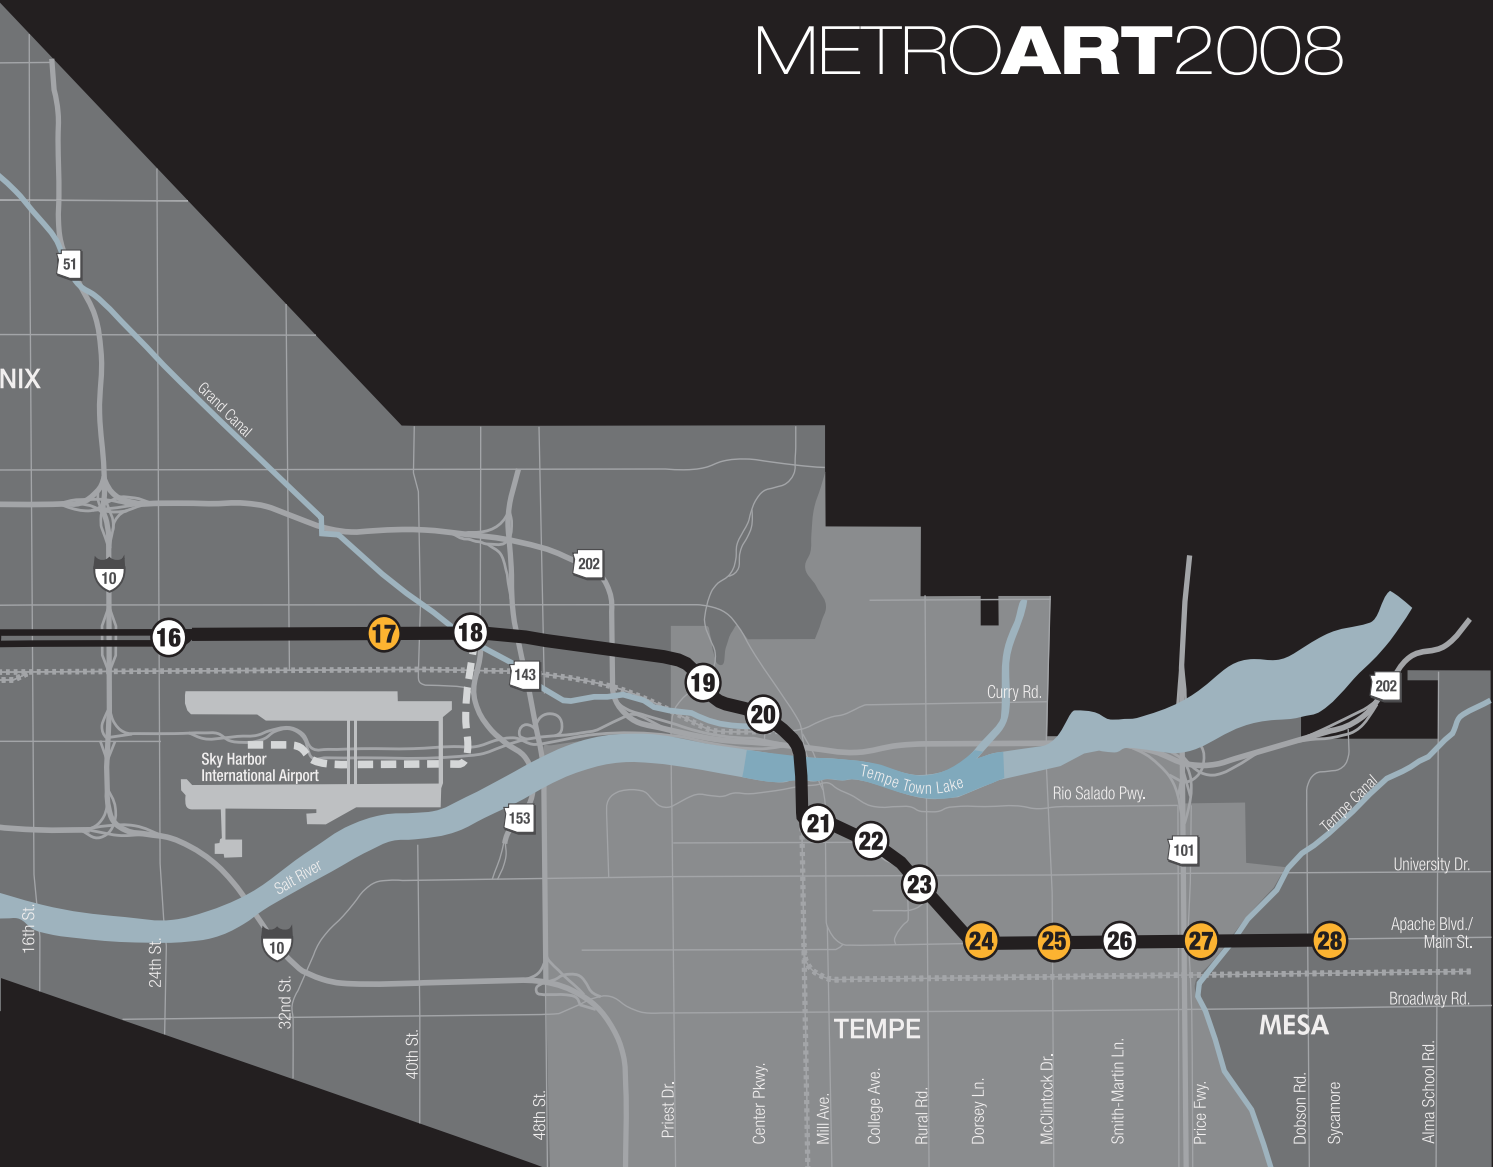 METROART2008
51
NIX
Grand Canal
10
202
16
17
18
143
19
20
Curry Rd.
202
Sky Harbor
International Airport
Tempe Town Lake
Rio Salado Pwy.
Tempe Canal
153
21
22
101
23
University Dr.
Salt River
16th St.
24th St.
10
24
25
26
27
28
Apache Blvd./
Main St.
32nd St.
Broadway Rd.
TEMPE
MESA
40th St.
48th St.
Priest Dr.
Center Pkwy.
Mill Ave.
College Ave.
Rural Rd.
Dorsey Ln.
McClintock Dr.
Smith-Martin Ln.
Price Fwy.
Dobson Rd.
Sycamore
Alma School Rd.